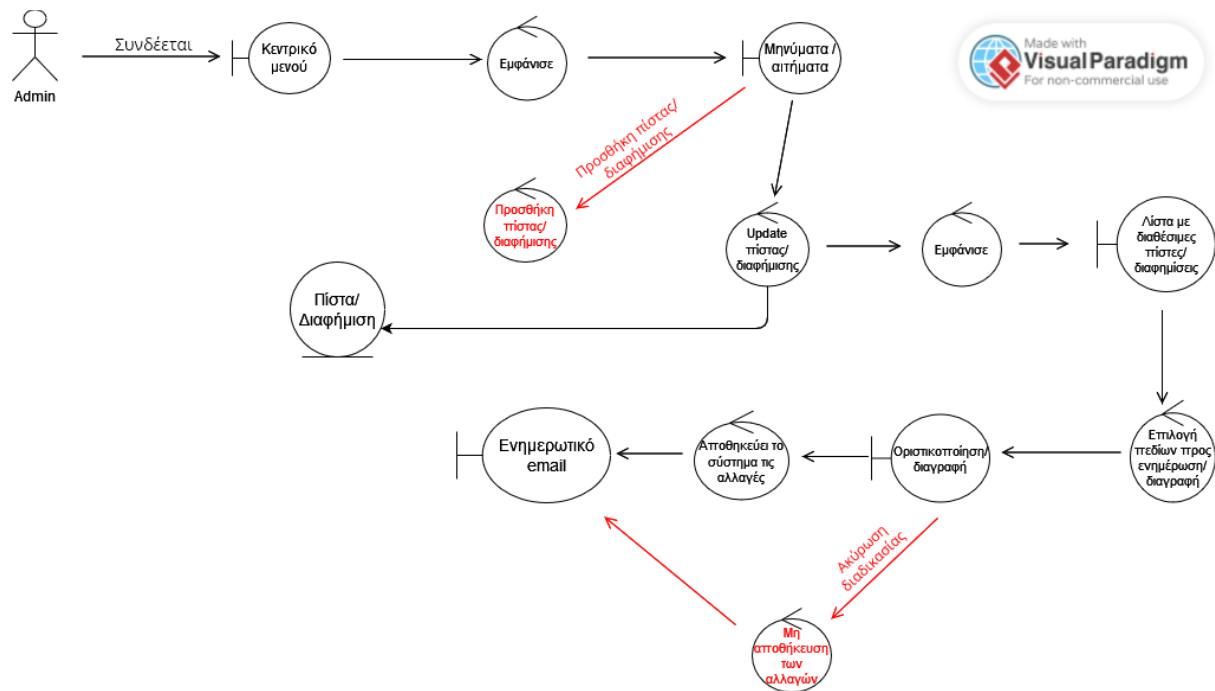 Συνδέεται
Admin
Κεντρικό
μενού
Εμφάνισε
Μηνύματα /
αιτήματα
Made with
Visual Paradigm
For non-commercial use
Προσθήκη πίστας/
διαφήμισης
Προσθήκη
πίστας/
διαφήμισης
Update
πίστας/
διαφήμισης
Εμφάνισε
Λίστα με
διαθέσιμες
πίστες/
διαφημίσεις
Πίστα/
Διαφήμιση
Ενημερωτικό
email
Αποθηκεύει το
σύστημα τις
αλλαγές
Οριστικοποίηση/
διαγραφή
Επιλογή
πεδίων προς
ενημέρωση/
διαγραφή
Ακύρωση
διαδικασίας
Μη
αποθήκευση
των
αλλαγών